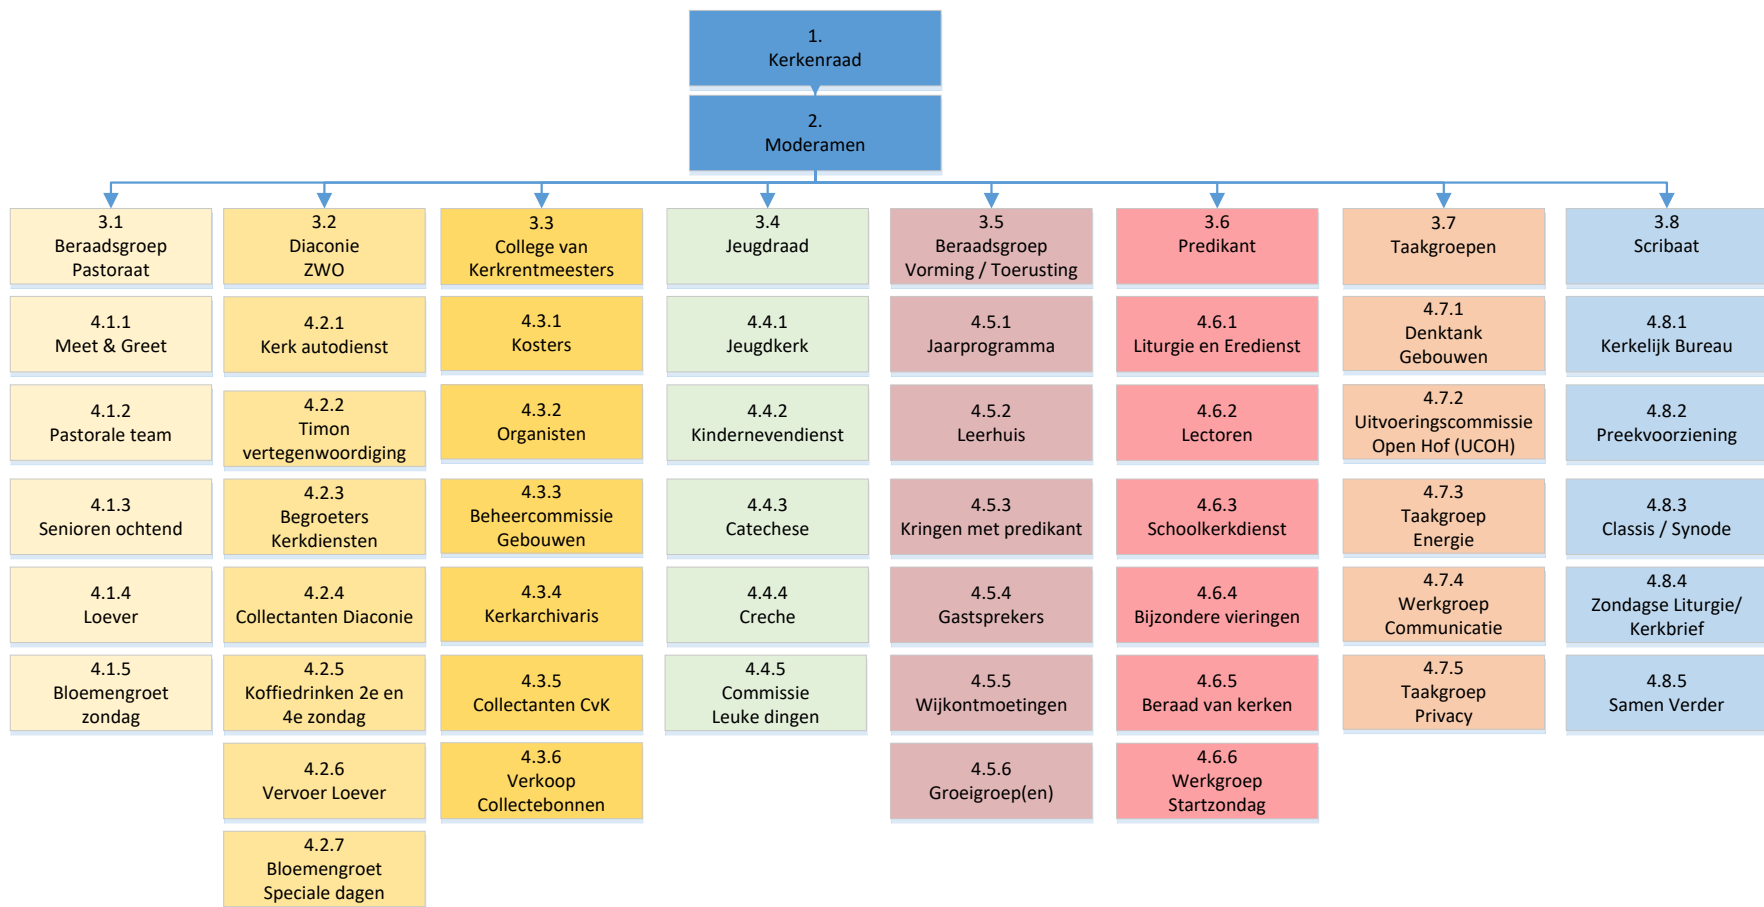 1.
Kerkenraad
2.
Moderamen
3.1
Beraadsgroep
Pastoraat
3.2
Diaconie
ZWO
3.3
College van
Kerkrentmeesters
3.4
Jeugdraad
3.5
Beraadsgroep
Vorming / Toerusting
3.6
Predikant
3.7
Taakgroepen
3.8
Scribaat
4.1.1
Meet & Greet
4.2.1
Kerk autodienst
4.3.1
Kosters
4.4.1
Jeugdkerk
4.5.1
Jaarprogramma
4.6.1
Liturgie en Eredienst
4.7.1
Denktank
Gebouwen
4.8.1
Kerkelijk Bureau
4.1.2
Pastorale team
4.2.2
Timon
vertegenwoordiging
4.3.2
Organisten
4.4.2
Kindernevendienst
4.5.2
Leerhuis
4.6.2
Lectoren
4.7.2
Uitvoeringscommissie
Open Hof (UCOH)
4.8.2
Preekvoorziening
4.1.3
Senioren ochtend
4.2.3
Begroeters
Kerkdiensten
4.3.3
Beheercommissie
Gebouwen
4.4.3
Catechese
4.5.3
Kringen met predikant
4.6.3
Schoolkerkdienst
4.7.3
Taakgroep
Energie
4.8.3
Classis / Synode
4.1.4
Loever
4.2.4
Collectanten Diaconie
4.3.4
Kerkarchivaris
4.4.4
Creche
4.5.4
Gastsprekers
4.6.4
Bijzondere vieringen
4.7.4
Werkgroep
Communicatie
4.8.4
Zondagse Liturgie/
Kerkbrief
4.1.5
Bloemengroet
zondag
4.2.5
Koffiedrinken 2e en
4e zondag
4.3.5
Collectanten CvK
4.4.5
Commissie
Leuke dingen
4.5.5
Wijkontmoetingen
4.6.5
Beraad van kerken
4.7.5
Taakgroep
Privacy
4.8.5
Samen Verder
4.2.6
Vervoer Loever
4.3.6
Verkoop
Collectebonnen
4.5.6
Groeigroep(en)
4.6.6
Werkgroep
Startzondag
4.2.7
Bloemengroet
Speciale dagen